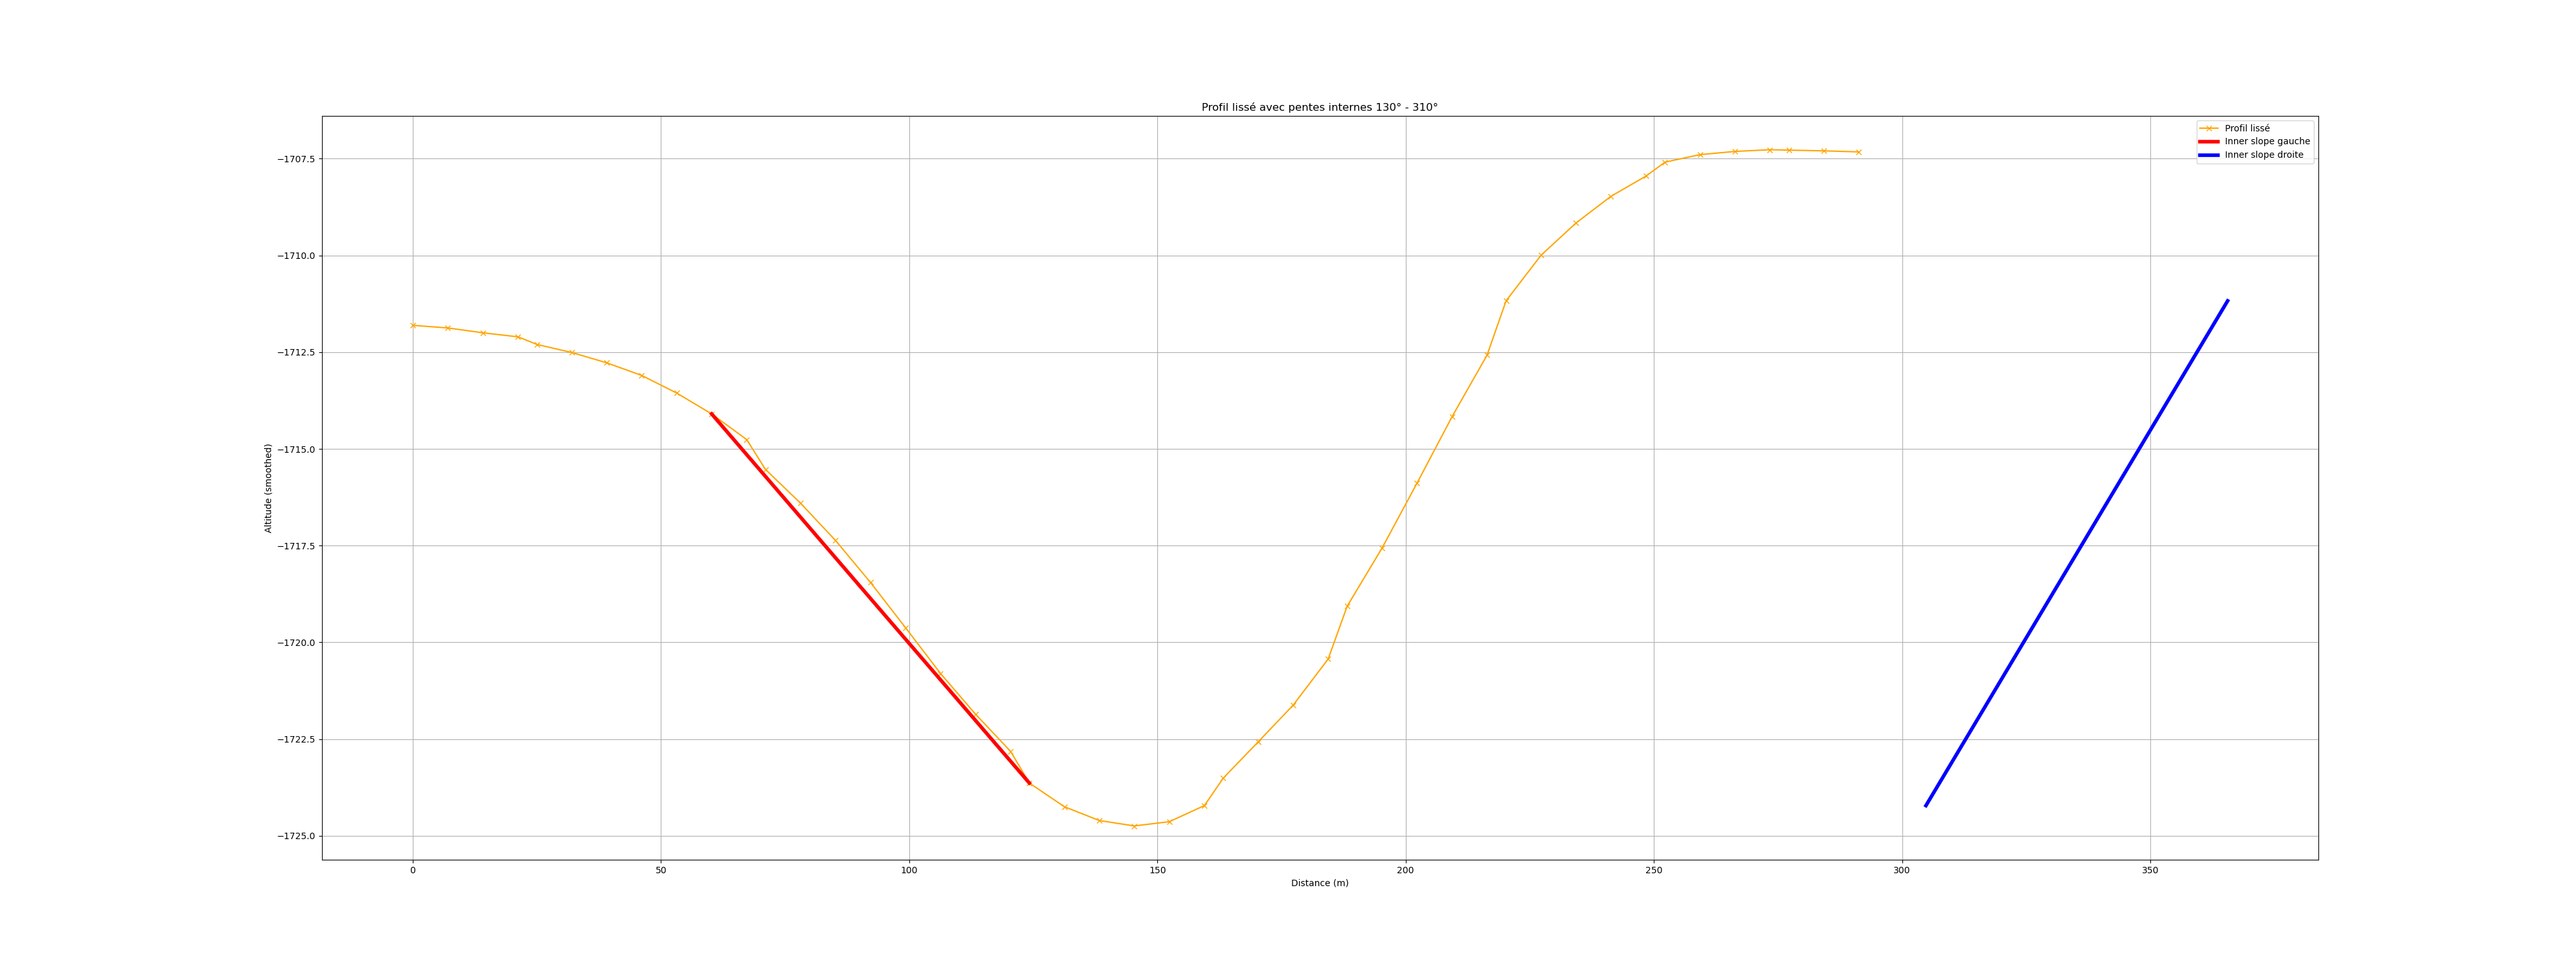 Profil lissé avec pentes internes 130° - 310°
Profil lissé
Inner slope gauche
Inner slope droite
−1707.5
−1710.0
−1712.5
−1715.0
−1717.5
−1720.0
−1722.5
−1725.0
Altitude (smoothed)
0 50 100 150 200 250 300 350
Distance (m)